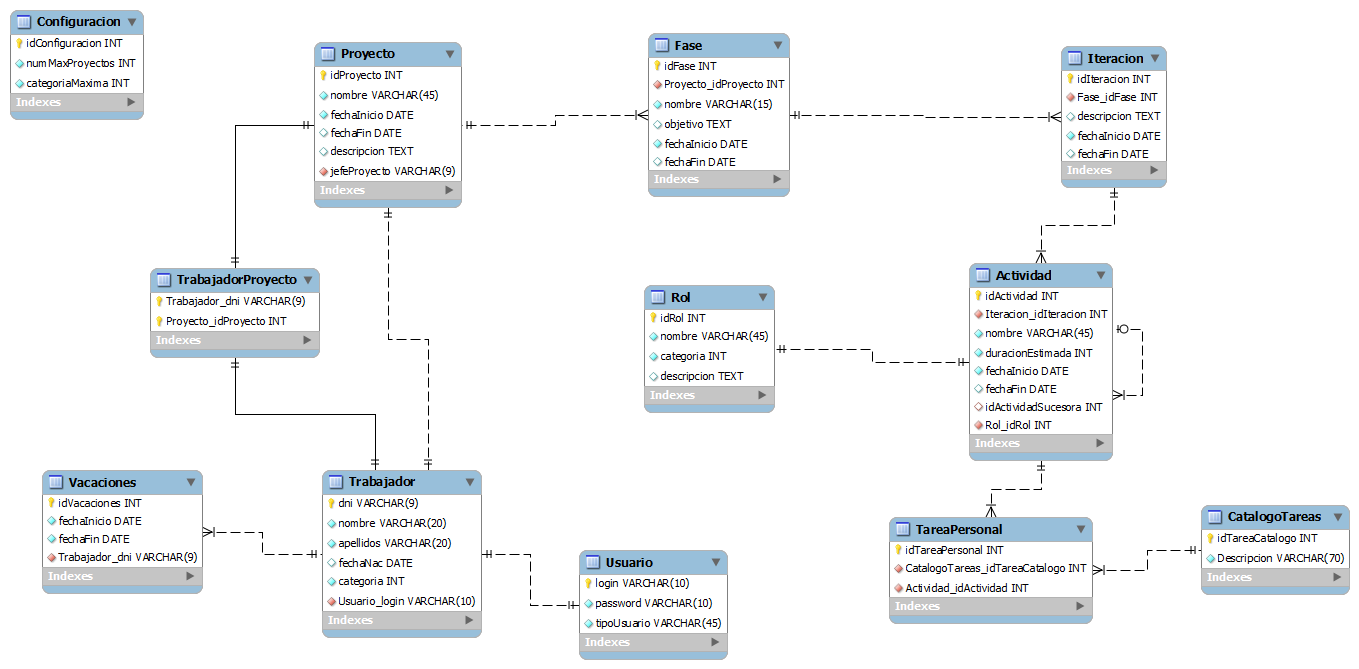 Configuracion
idConfiguracion INT
numMaxProyectos INT
categoriaMaxima INT
Indexes
Proyecto
idProyecto INT
nombre VARCHAR(45)
fechaInicio DATE
fechaFin DATE
descripcion TEXT
jefeProyecto VARCHAR(9)
Indexes
Fase
idFase INT
Proyecto_idProyecto INT
nombre VARCHAR(15)
objetivo TEXT
fechaInicio DATE
fechaFin DATE
Indexes
Iteracion
idIteracion INT
Fase_idFase INT
descripcion TEXT
fechaInicio DATE
fechaFin DATE
Indexes
TrabajadorProyecto
Trabajador_dni VARCHAR(9)
Proyecto_idProyecto INT
Indexes
Rol
idRol INT
nombre VARCHAR(45)
categoria INT
descripcion TEXT
Indexes
Actividad
idActividad INT
Iteracion_idIteracion INT
nombre VARCHAR(45)
duracionEstimada INT
fechaInicio DATE
fechaFin DATE
idActividadSucesora INT
Rol_idRol INT
Indexes
Vacaciones
idVacaciones INT
fechaInicio DATE
fechaFin DATE
Trabajador_dni VARCHAR(9)
Indexes
Trabajador
dni VARCHAR(9)
nombre VARCHAR(20)
apellidos VARCHAR(20)
fechaNac DATE
categoria INT
Usuario_login VARCHAR(10)
Indexes
Usuario
login VARCHAR(10)
password VARCHAR(10)
tipoUsuario VARCHAR(45)
Indexes
TareaPersonal
idTareaPersonal INT
CatalogoTareas_idTareaCatalogo INT
Actividad_idActividad INT
Indexes
CatalogoTareas
idTareaCatalogo INT
Descripcion VARCHAR(70)
Indexes